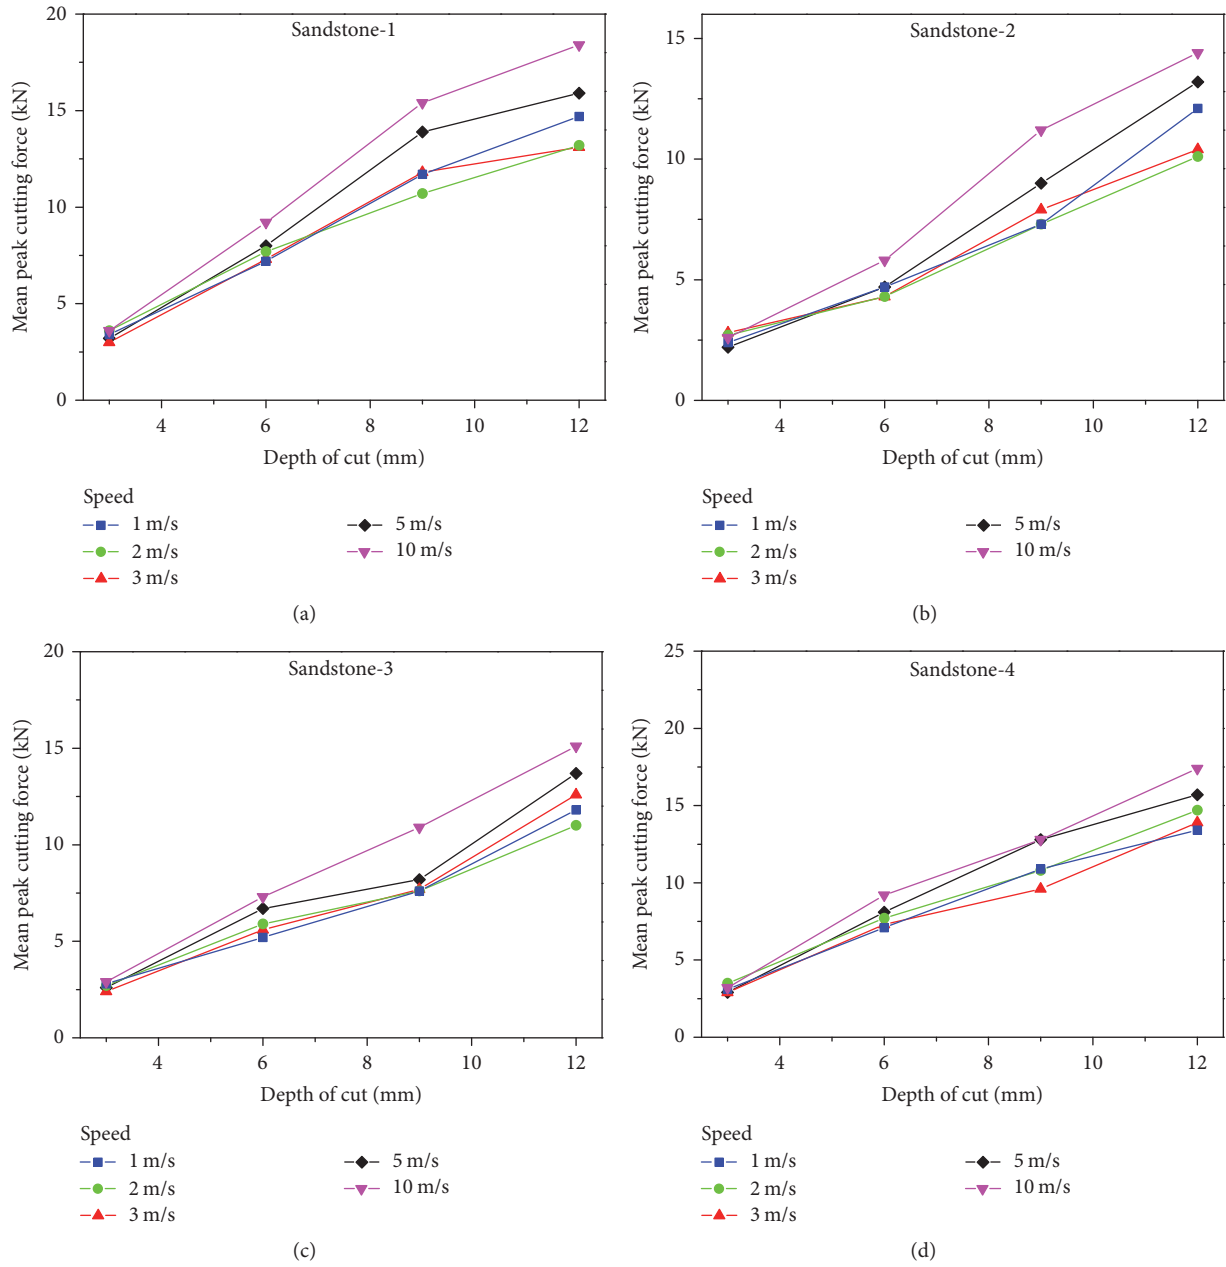 Sandstone-1
Mean peak cutting force (kN)
20
15
10
5
0
4 6 8 10 12
Depth of cut (mm)
Speed
1 m/s
2 m/s
3 m/s
5 m/s
10 m/s
(a)
Sandstone-2
Mean peak cutting force (kN)
15
10
5
0
4 6 8 10 12
Depth of cut (mm)
Speed
1 m/s
2 m/s
3 m/s
5 m/s
10 m/s
(b)
Sandstone-3
Mean peak cutting force (kN)
20
15
10
5
0
4 6 8 10 12
Depth of cut (mm)
Speed
1 m/s
2 m/s
3 m/s
5 m/s
10 m/s
(c)
Sandstone-4
Mean peak cutting force (kN)
25
20
15
10
5
0
4 6 8 10 12
Depth of cut (mm)
Speed
1 m/s
2 m/s
3 m/s
5 m/s
10 m/s
(d)